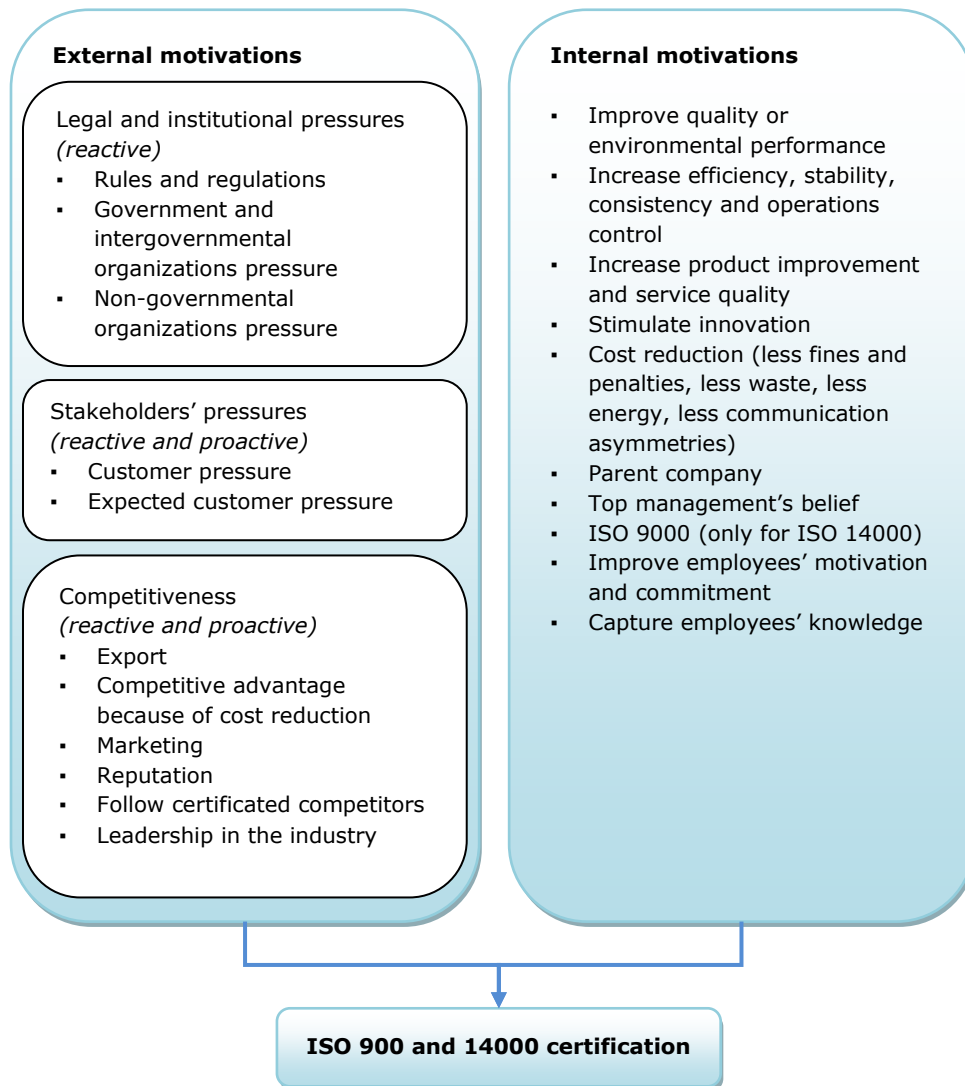 External motivations
Legal and institutional pressures
(reactive)
▪ Rules and regulations
▪ Government and
intergovernmental
organizations pressure
▪ Non-governmental
organizations pressure
Stakeholders’ pressures
(reactive and proactive)
▪ Customer pressure
▪ Expected customer pressure
Competitiveness
(reactive and proactive)
▪ Export
▪ Competitive advantage
because of cost reduction
▪ Marketing
▪ Reputation
▪ Follow certificated competitors
▪ Leadership in the industry
Internal motivations
▪ Improve quality or
environmental performance
▪ Increase efficiency, stability,
consistency and operations
control
▪ Increase product improvement
and service quality
▪ Stimulate innovation
▪ Cost reduction (less fines and
penalties, less waste, less
energy, less communication
asymmetries)
▪ Parent company
▪ Top management’s belief
▪ ISO 9000 (only for ISO 14000)
▪ Improve employees’ motivation
and commitment
▪ Capture employees’ knowledge
ISO 900 and 14000 certification